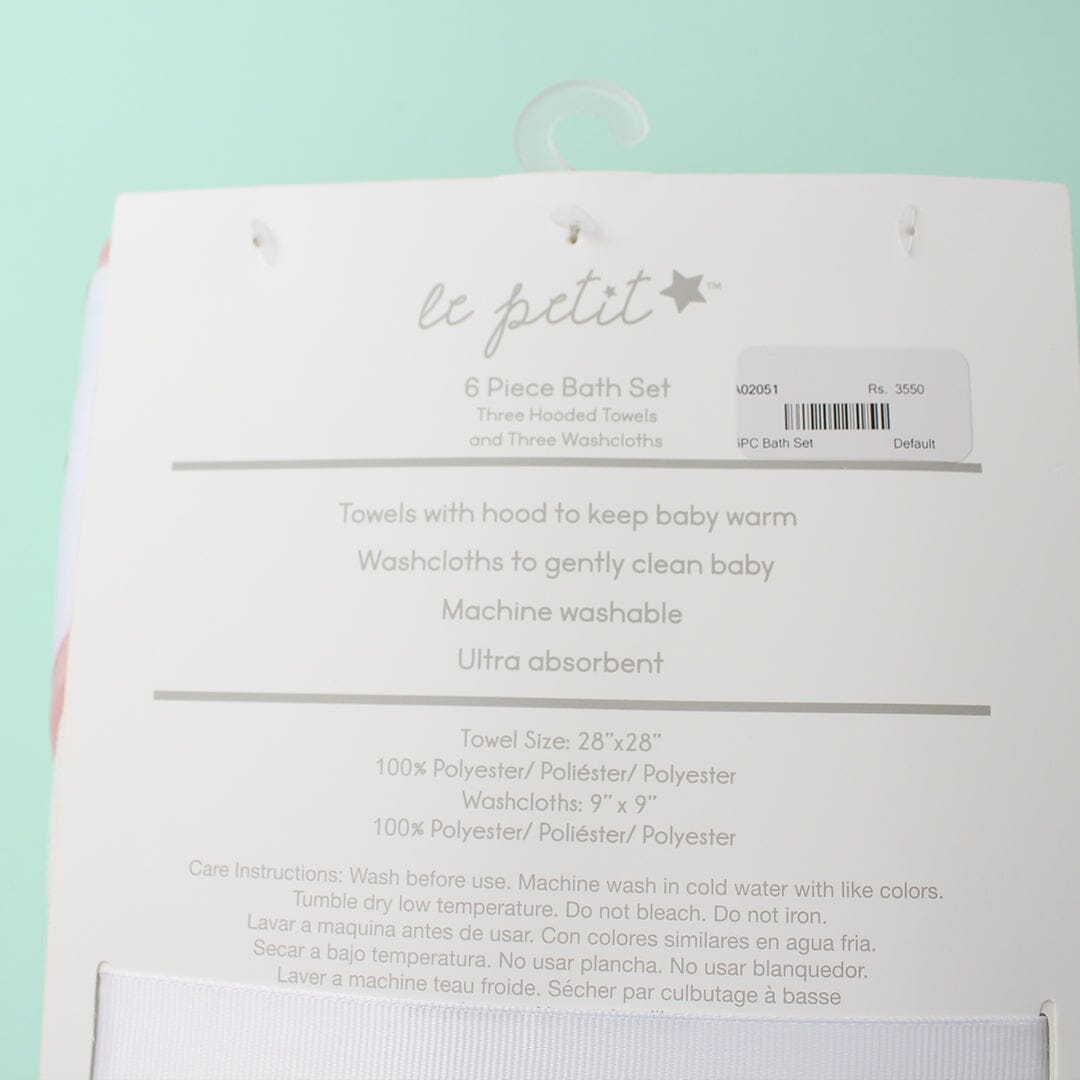 le petit ™
6 Piece Bath Set
Three Hooded Towels
and Three Washcloths
A02051 Rs. 3550
PC Bath Set Default
Towels with hood to keep baby warm
Washcloths to gently clean baby
Machine washable
Ultra absorbent
Towel Size: 28"x28"
100% Polyester/ Poliéster/ Polyester
Washcloths: 9" x 9"
100% Polyester/ Poliéster/ Polyester
Care Instructions: Wash before use. Machine wash in cold water with like colors.
Tumble dry low temperature. Do not bleach. Do not iron.
Lavar a maquina antes de usar. Con colores similares en agua fria.
Secar a bajo temperatura. No usar plancha. No usar blanquedor.
Laver a machine teau froide. Sécher par culbutage à basse